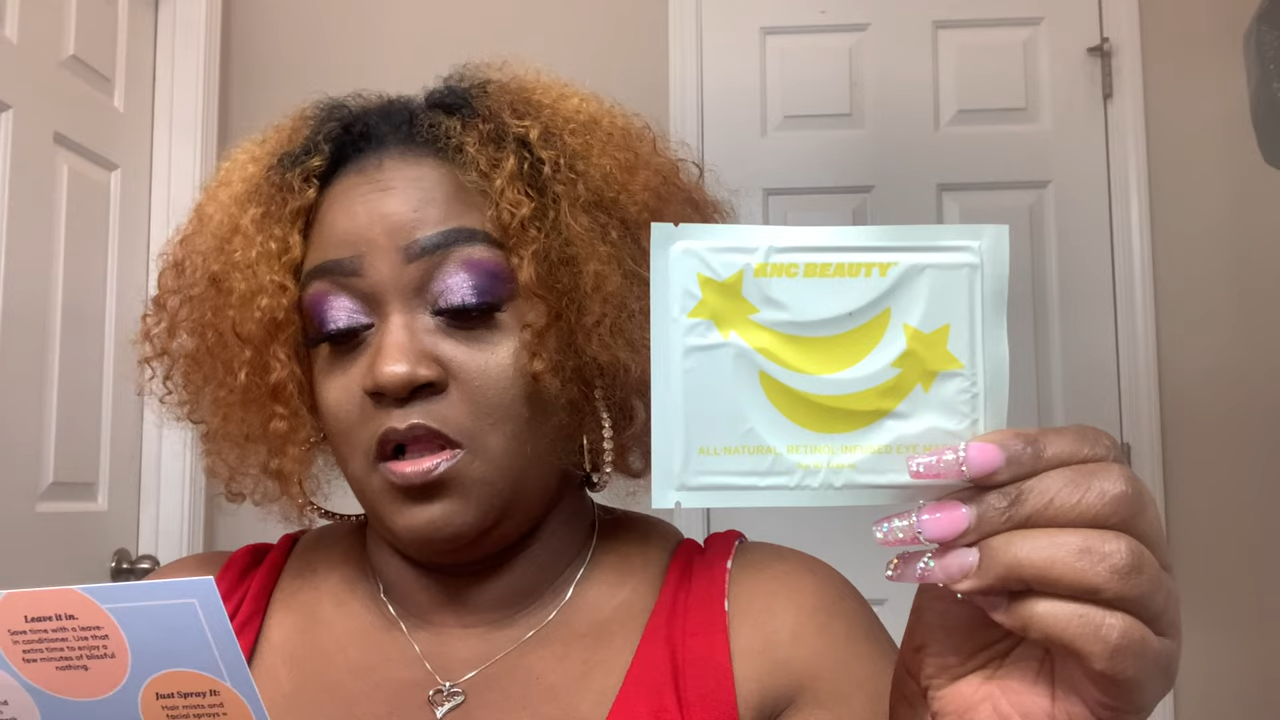 KNC BEAUTY
ALL-NATURAL, RETINOL-INFUSED EYE
Leave it in.
Save time with a leave-
in conditioner. Use that
extra time to enjoy a
few minutes of blissful
nothing.
Just Spray It:
Hair mists and
facial sprays =